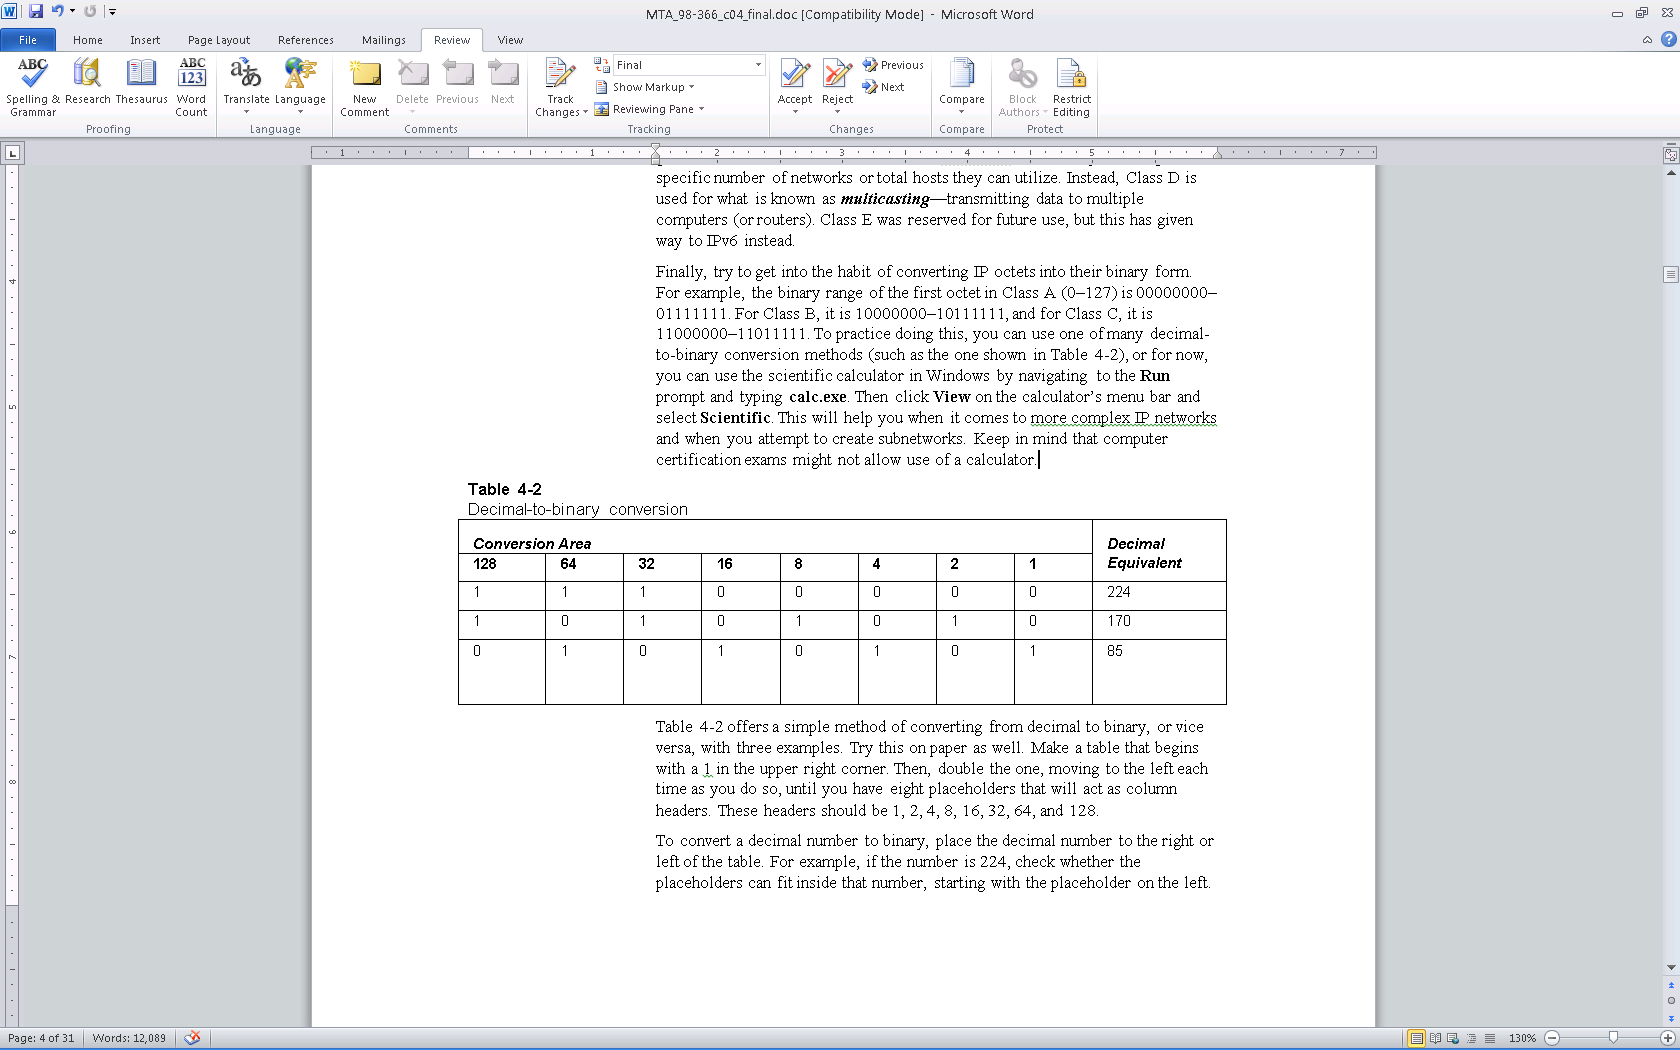 MTA_98-366_c04_final.doc [Compatibility Mode] - Microsoft Word
File Home Insert Page Layout References Mailings Review View
Spelling & Grammar Research Thesaurus Word Count
Proofing
Translate Language
Language
New Comment Delete Previous Next
Comments
Track Changes
Final
Show Markup
Reviewing Pane
Tracking
Accept Reject Previous
Next
Changes
Compare
Compare
Block Authors Restrict Editing
Protect
L
1 1 2 3 4 5 7
specific number of networks or total hosts they can utilize. Instead, Class D is
used for what is known as multicasting—transmitting data to multiple
computers (or routers). Class E was reserved for future use, but this has given
way to IPv6 instead.
Finally, try to get into the habit of converting IP octets into their binary form.
For example, the binary range of the first octet in Class A (0–127) is 00000000–
01111111. For Class B, it is 10000000–10111111, and for Class C, it is
11000000–11011111. To practice doing this, you can use one of many decimal-
to-binary conversion methods (such as the one shown in Table 4-2), or for now,
you can use the scientific calculator in Windows by navigating to the Run
prompt and typing calc.exe. Then click View on the calculator's menu bar and
select Scientific. This will help you when it comes to more complex IP networks
and when you attempt to create subnetworks. Keep in mind that computer
certification exams might not allow use of a calculator.
Table 4-2
Decimal-to-binary conversion
Conversion Area Decimal Equivalent
128 64 32 16 8 4 2 1
1 1 1 0 0 0 0 0 224
1 0 1 0 1 0 1 0 170
0 1 0 1 0 1 0 1 85
Table 4-2 offers a simple method of converting from decimal to binary, or vice
versa, with three examples. Try this on paper as well. Make a table that begins
with a 1 in the upper right corner. Then, double the one, moving to the left each
time as you do so, until you have eight placeholders that will act as column
headers. These headers should be 1, 2, 4, 8, 16, 32, 64, and 128.
To convert a decimal number to binary, place the decimal number to the right or
left of the table. For example, if the number is 224, check whether the
placeholders can fit inside that number, starting with the placeholder on the left.
4
5
6
7
8
Page: 4 of 31 Words: 12,089 130%